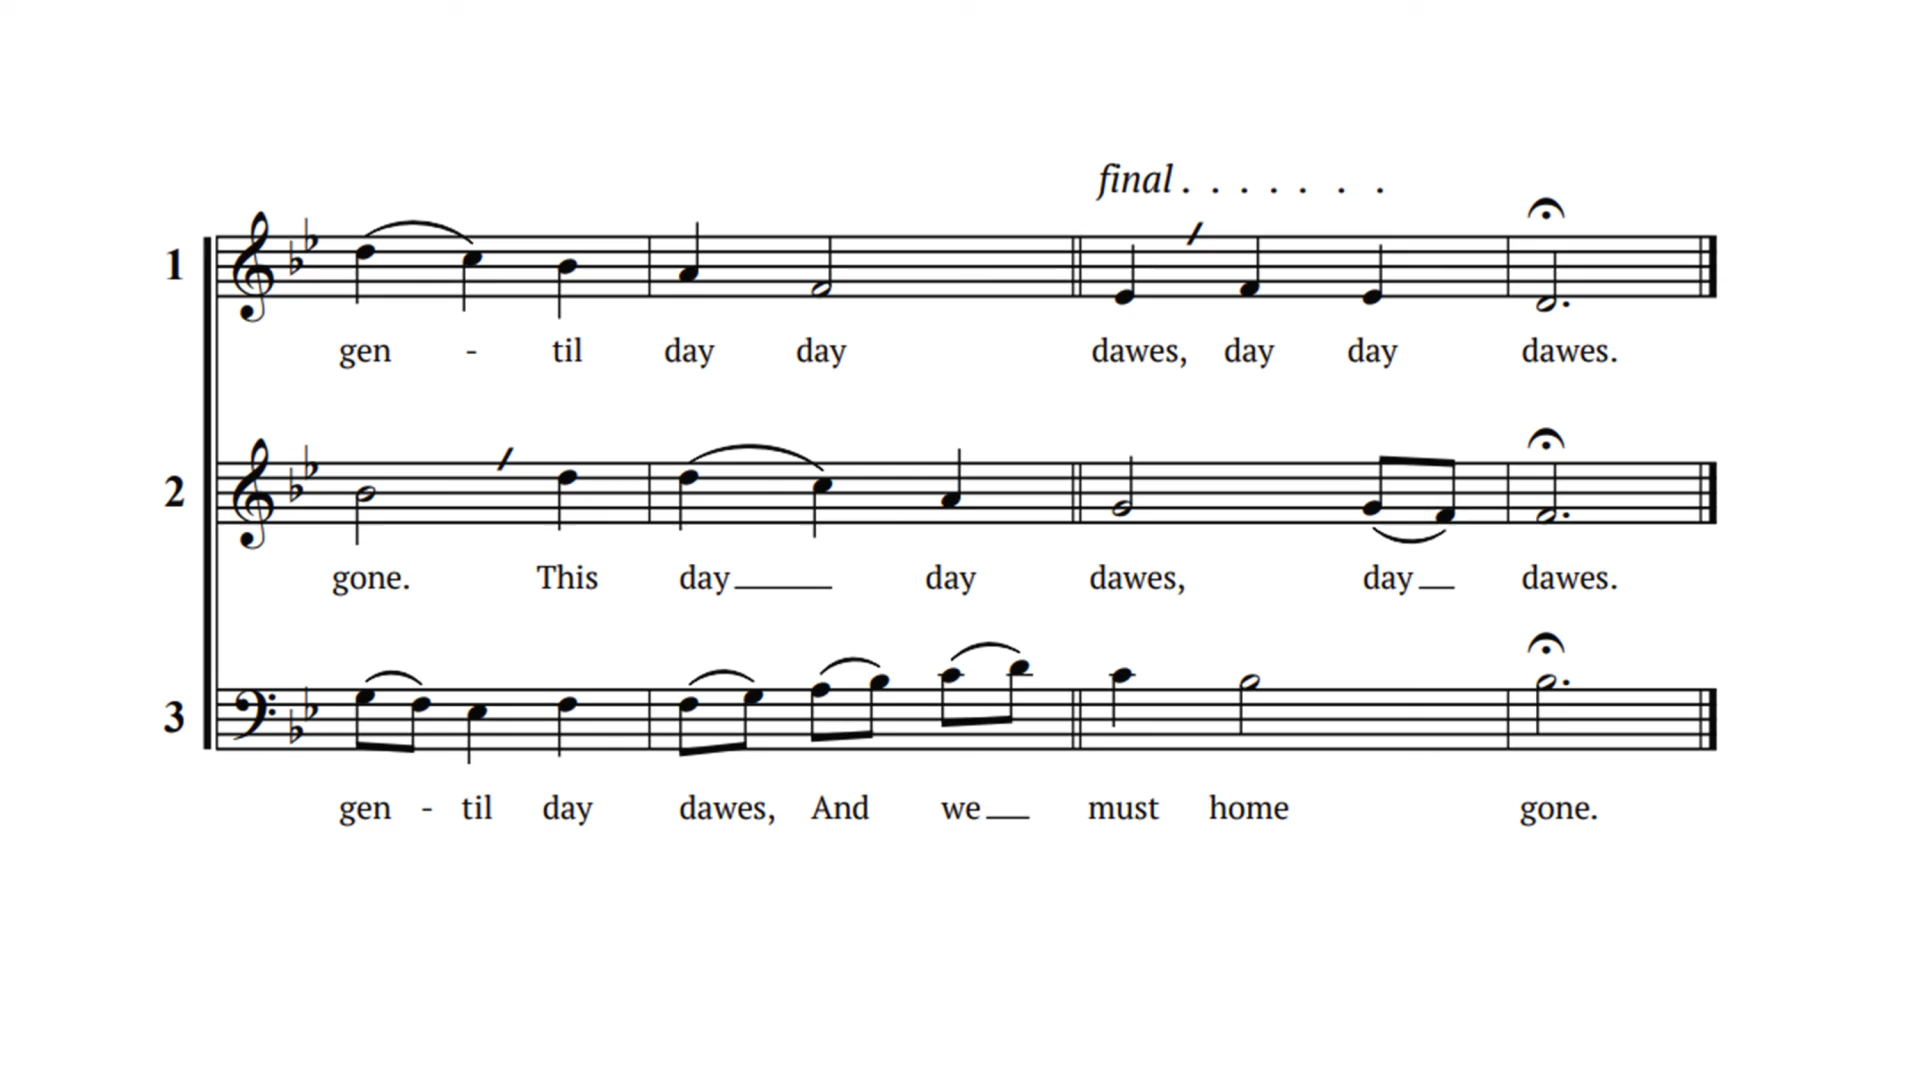 final . . . . . . .
1
gen - til day day dawes, day day dawes.
2
gone. This day day dawes, day dawes.
3
gen - til day dawes, And we must home gone.